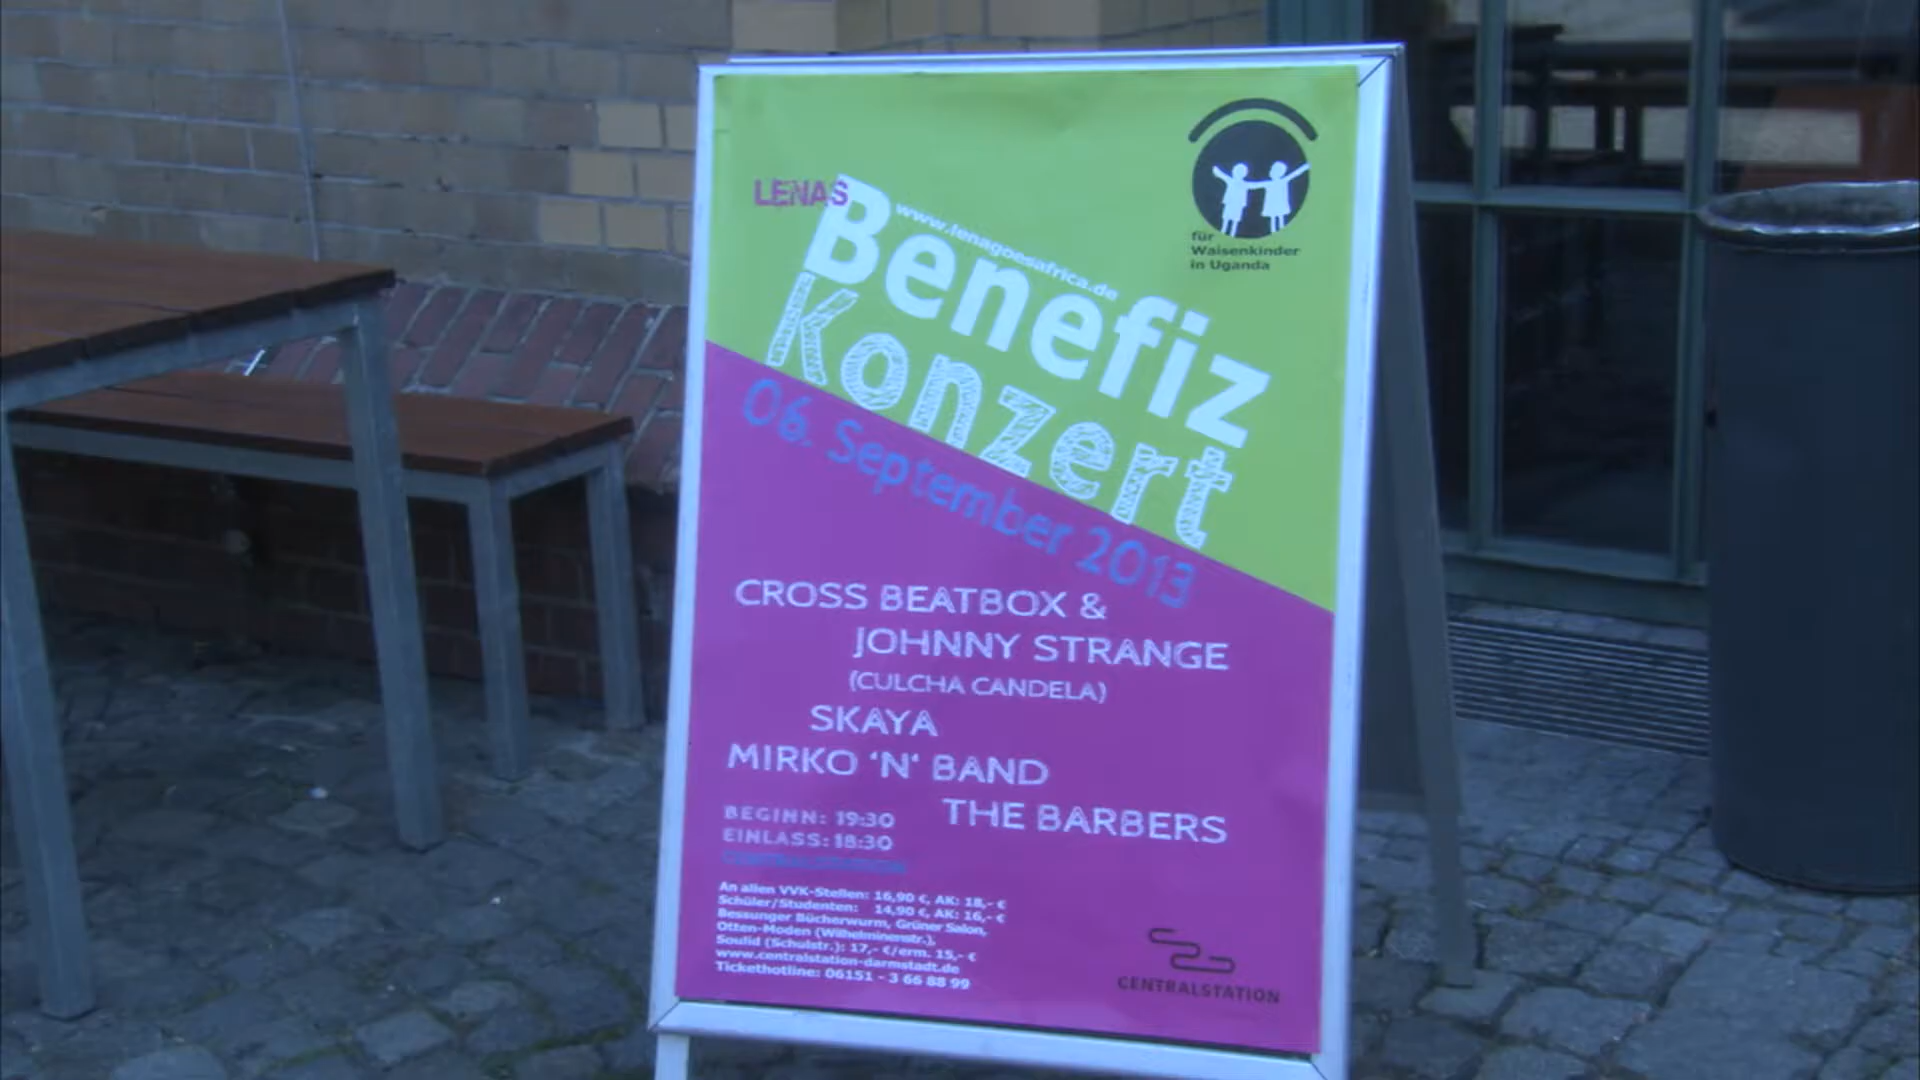 LENAS
www.lenagoesafrica.de
Benefiz
Konzert
für
Waisenkinder
in Uganda
06. September 2013
CROSS BEATBOX &
JOHNNY STRANGE
(CULCHA CANDELA)
SKAYA
MIRKO ‘N‘ BAND
THE BARBERS
BEGINN: 19:30
EINLASS: 18:30
CENTRALSTATION
An allen VVK-Stellen: 16,90 €, AK: 18,- €
Schüler/Studenten: 14,90 €, AK: 16,- €
Bessunger Bücherwurm, Grüner Salon,
Otten-Moden (Wilhelminenstr.),
Soulid (Schulstr.): 17,- €/erm. 15,- €
www.centralstation-darmstadt.de
Tickethotline: 06151 - 3 66 88 99
CENTRALSTATION